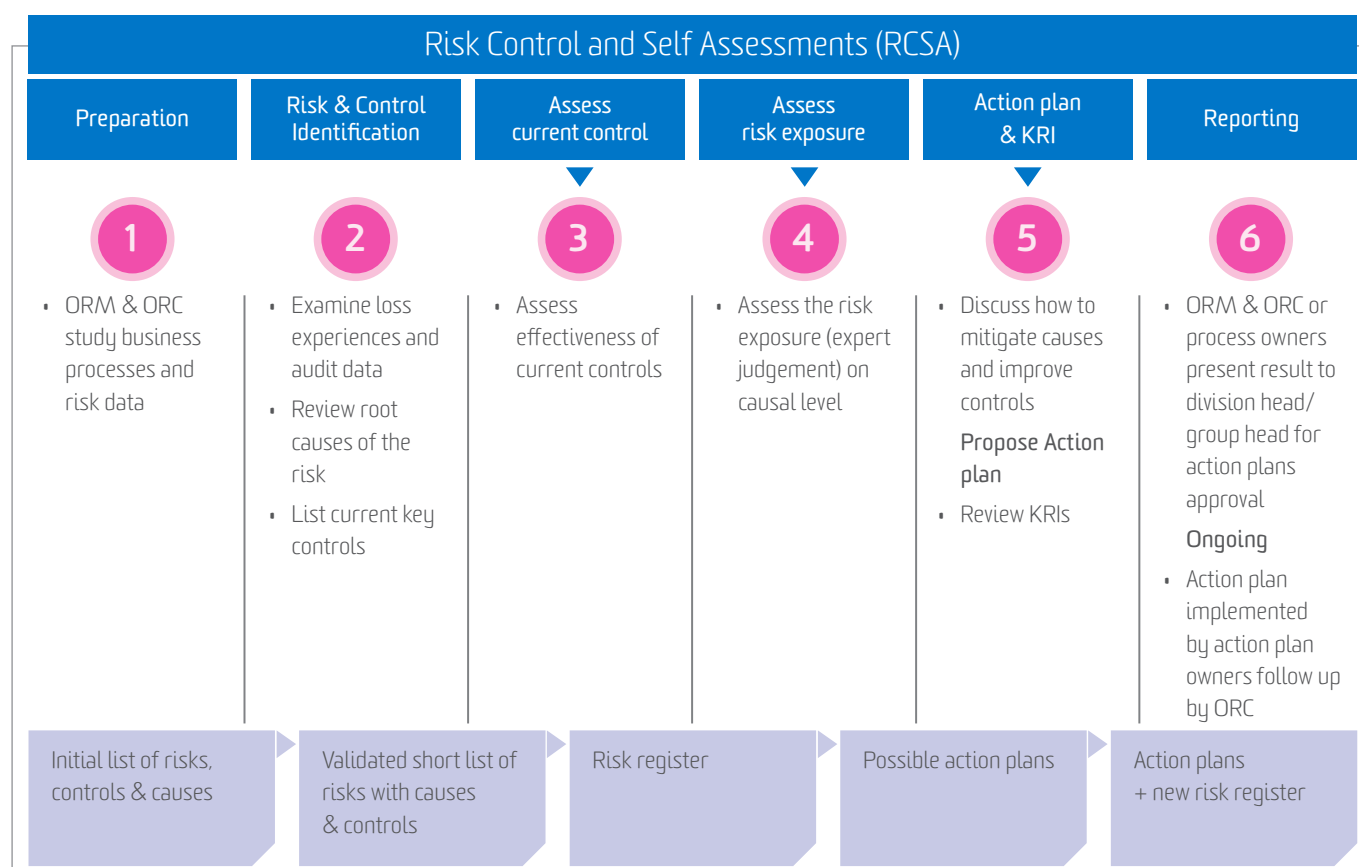 Risk Control and Self Assessments (RCSA)
Preparation
Risk & Control
Identification
Assess
current control
Assess
risk exposure
Action plan
& KRI
Reporting
1
2
3
4
5
6
• ORM & ORC
study business
processes and
risk data
• Examine loss
experiences and
audit data
• Review root
causes of the
risk
• List current key
controls
• Assess
effectiveness of
current controls
• Assess the risk
exposure (expert
judgement) on
causal level
• Discuss how to
mitigate causes
and improve
controls
Propose Action
plan
• Review KRIs
• ORM & ORC or
process owners
present result to
division head/
group head for
action plans
approval
Ongoing
• Action plan
implemented
by action plan
owners follow up
by ORC
Initial list of risks,
controls & causes
Validated short list of
risks with causes
& controls
Risk register
Possible action plans
Action plans
+ new risk register